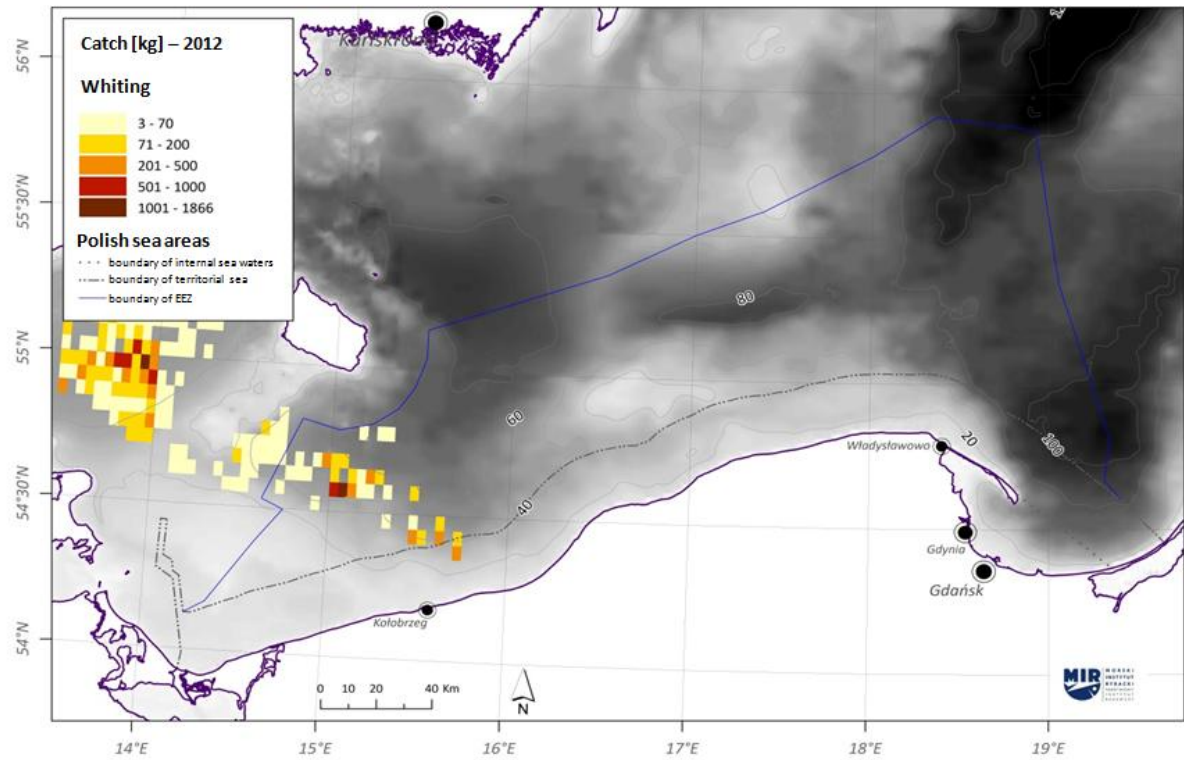 Catch [kg] – 2012
Whiting
3 - 70
71 - 200
201 - 500
501 - 1000
1001 - 1866
Polish sea areas
boundary of internal sea waters
boundary of territorial sea
boundary of EEZ
56°N
55°30'N
55°N
54°30'N
54°N
80
60
40
20
100
Władysławowo
Gdynia
Gdańsk
Kołobrzeg
0 10 20 40 Km
N
MIR
MORSKI
INSTYTUT
RYBACKI
14°E 15°E 16°E 17°E 18°E 19°E